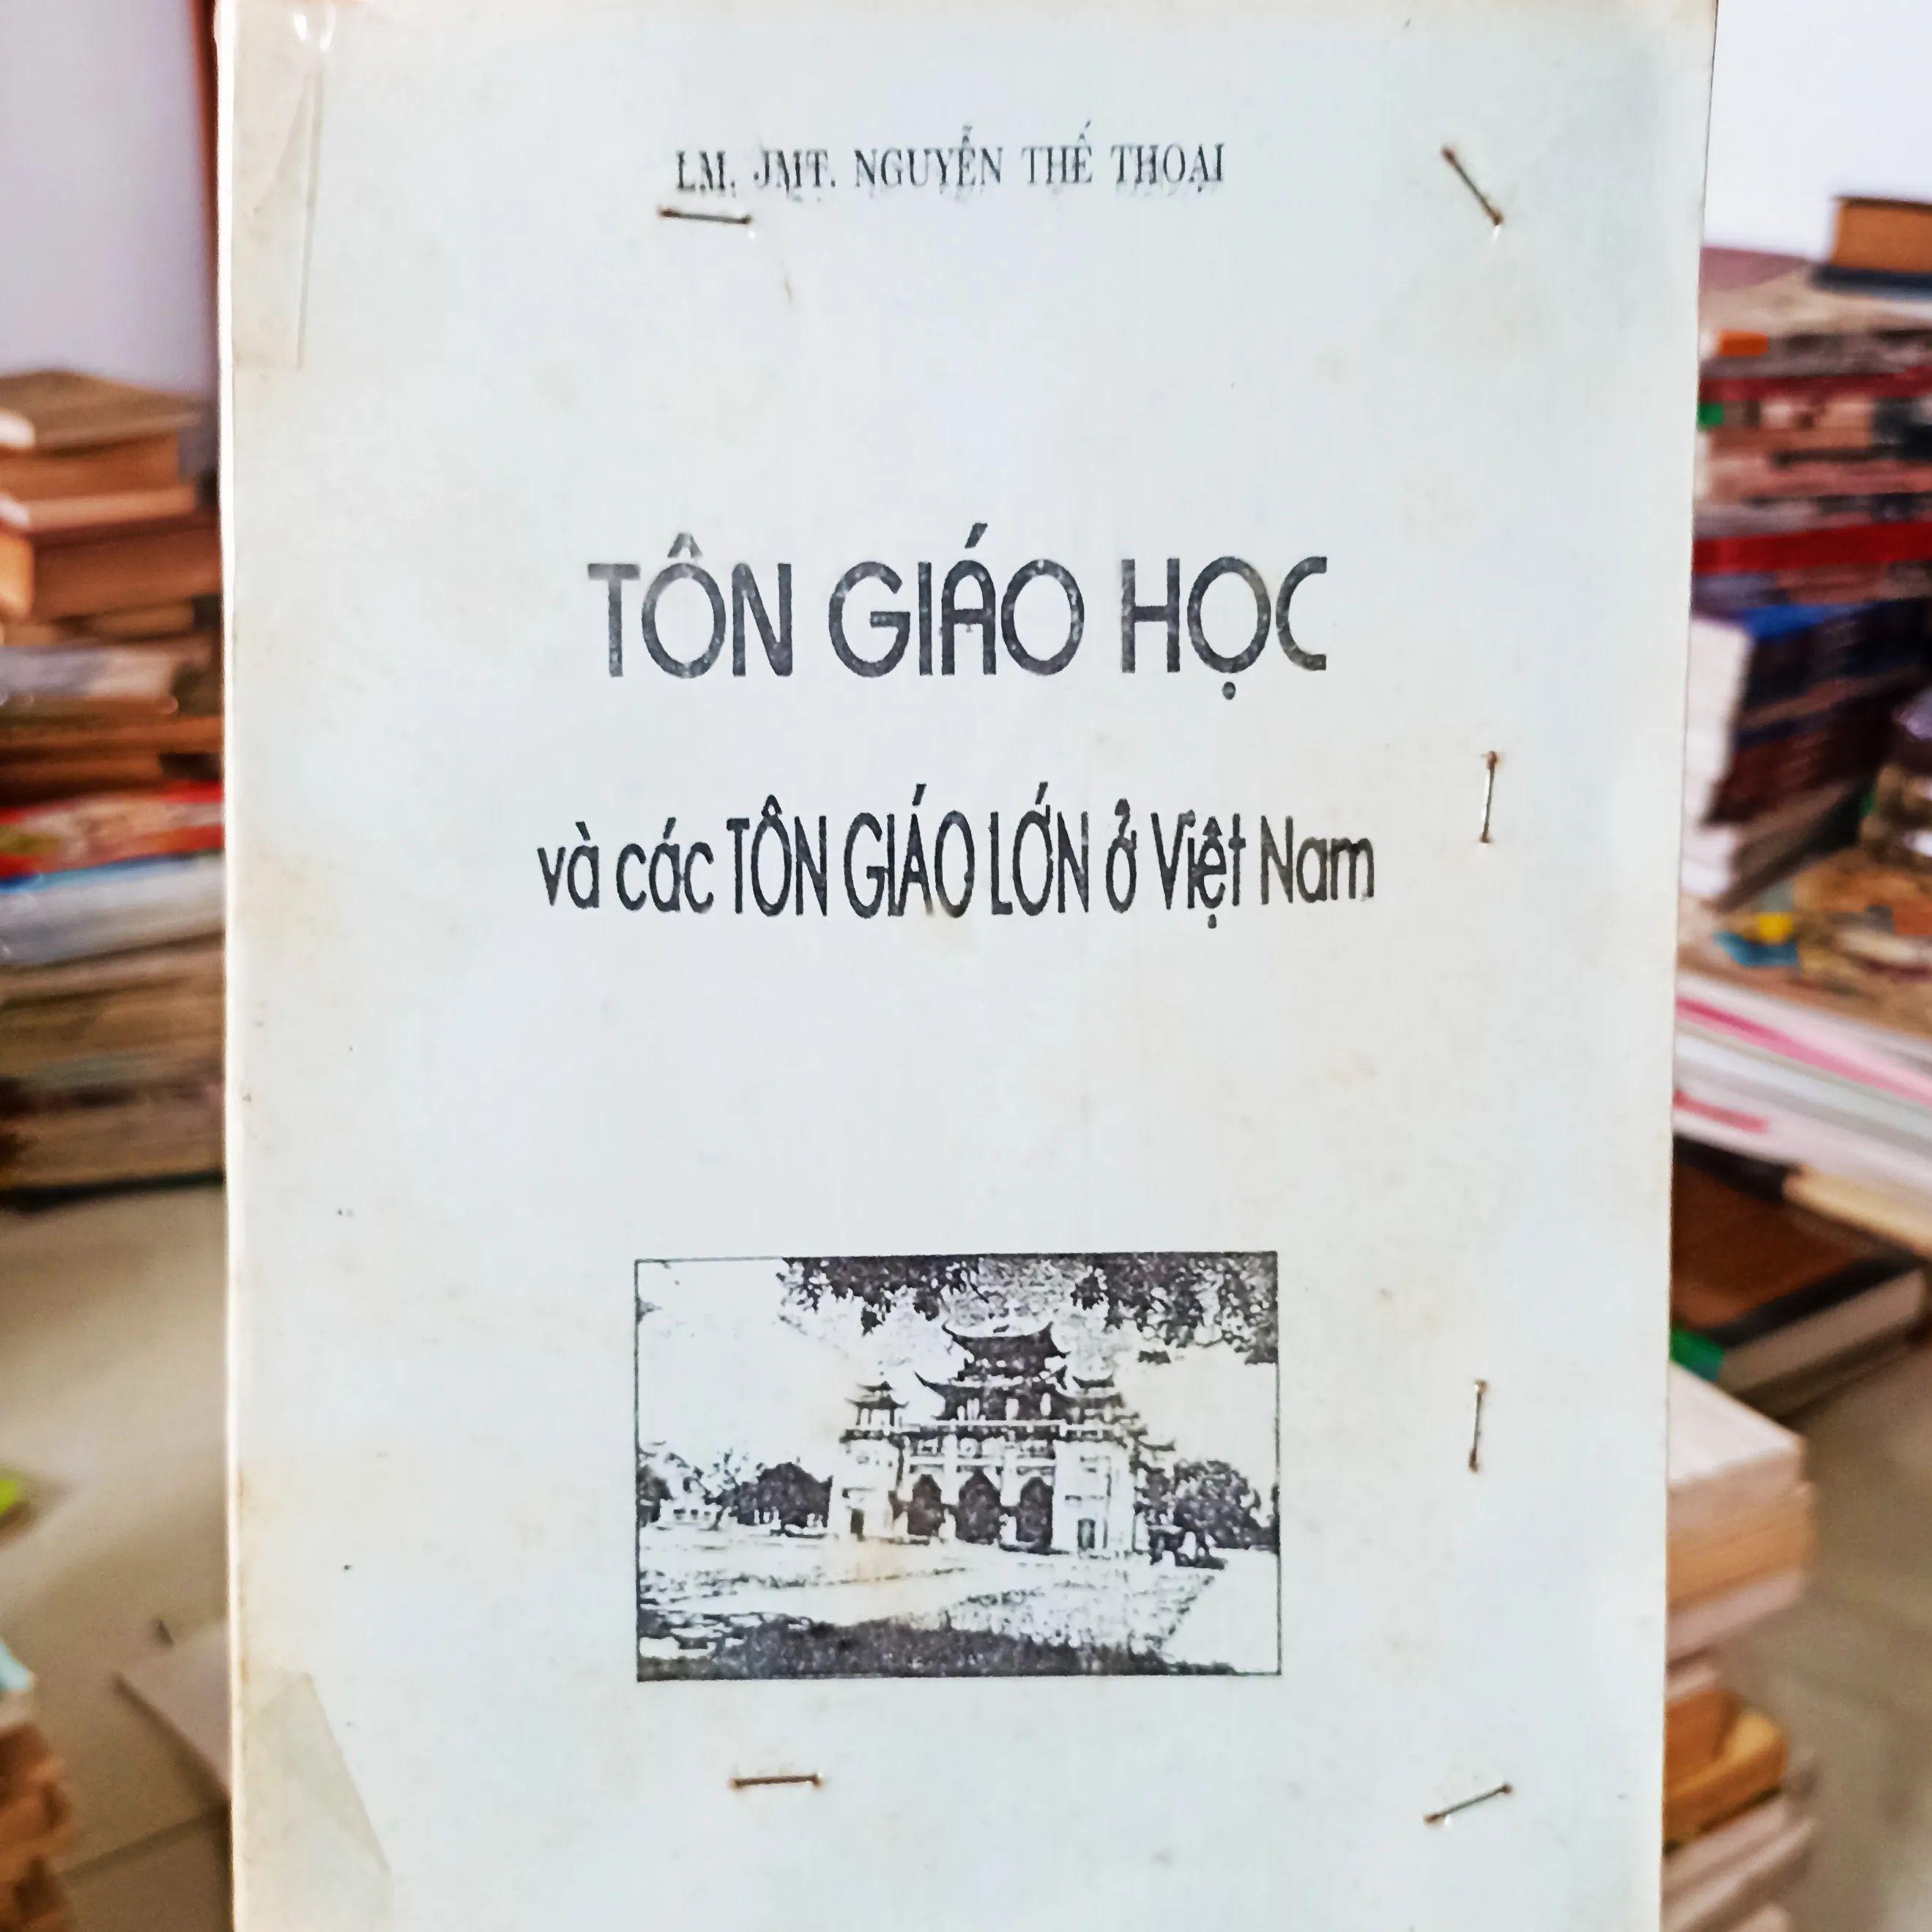 LM. JMT. NGUYỄN THẾ THOẠI
TÔN GIÁO HỌC
và các TÔN GIÁO LỚN ở Việt Nam